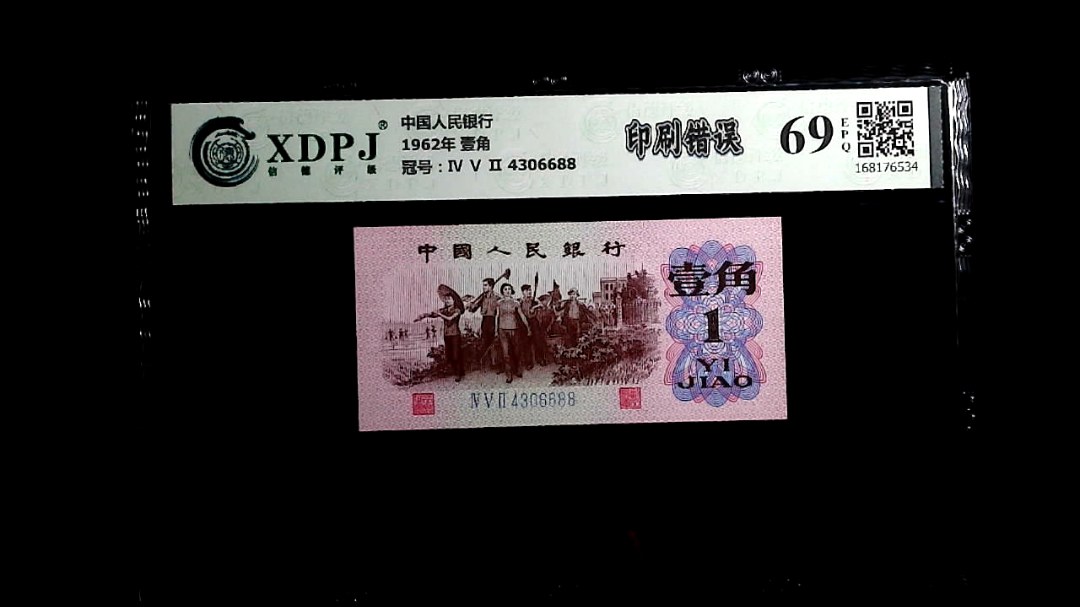 XDPJ®
信德评级
中国人民银行
1962年 壹角
冠号：Ⅳ Ⅴ Ⅱ 4306688
印刷错误
69
EPQ
168176534
中國人民銀行
壹角
1
YI
JIAO
ⅣⅤⅡ 4306688